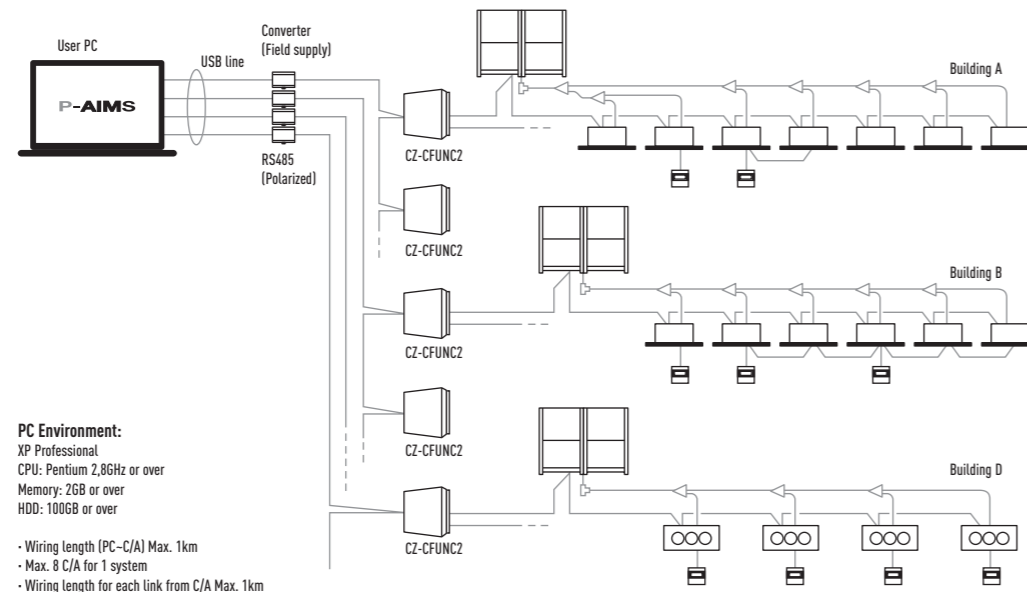 User PC
USB line
Converter
(Field supply)
P-AIMS
RS485
(Polarized)
CZ-CFUNC2
Building A
CZ-CFUNC2
Building B
CZ-CFUNC2
CZ-CFUNC2
Building D
CZ-CFUNC2
PC Environment:
XP Professional
CPU: Pentium 2,8GHz or over
Memory: 2GB or over
HDD: 100GB or over
· Wiring length (PC~C/A) Max. 1km
· Max. 8 C/A for 1 system
· Wiring length for each link from C/A Max. 1km